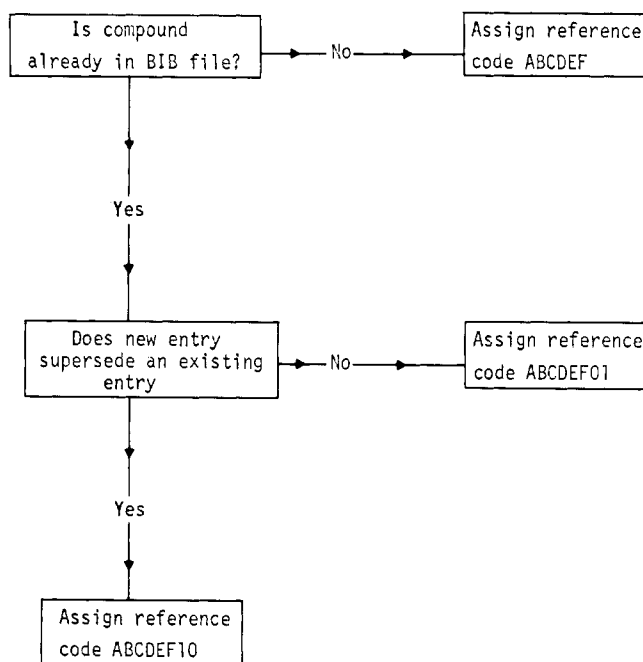 Is compound
already in BIB file?
No
Assign reference
code ABCDEF
Yes
Does new entry
supersede an existing
entry
No
Assign reference
code ABCDEF01
Yes
Assign reference
code ABCDEF10